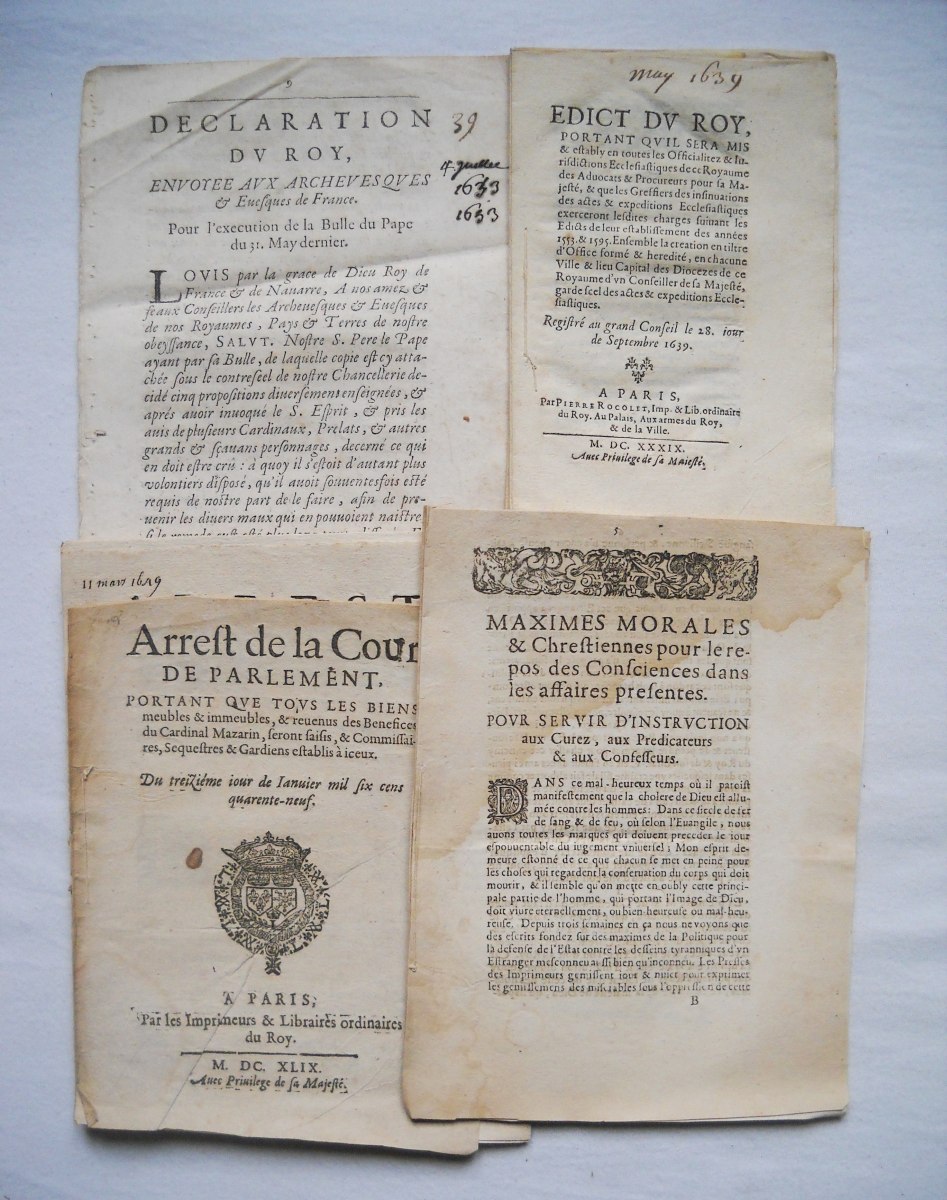 9
DECLARATION
DV ROY,
ENVOYEE AVX ARCHEVESQVES
& Euesques de France.
Pour l'execution de la Bulle du Pape
du 31. May dernier.
LOVIS par la grace de Dieu Roy de
France & de Nauarre, A nos amez &
feaux Conseillers les Archeuesques & Euesques
de nos Royaumes, Pays & Terres de nostre
obeyssance, SALVT. Nostre S. Pere le Pape
ayant par sa Bulle, de laquelle copie est cy atta-
chée sous le contreseel de nostre Chancellerie de-
cidé cinq propositions diuersement enseignées, &
aprés auoir inuoqué le S. Esprit, & pris les
auis de plusieurs Cardinaux, Prelats, & autres
grands & sçauans personnages, decerné ce qui
en doit estre crû: à quoy il s'estoit d'autant plus
volontiers disposé, qu'il auoit souuentesfois esté
requis de nostre part de le faire, afin de pre-
uenir les diuers maux qui en pouuoient naistre
39
1653
1653
may 1639
EDICT DV ROY,
PORTANT QV'IL SERA MIS
& estably en toutes les Officialitez & Iu-
risdictions Ecclesiastiques de ce Royaume
des Aduocats & Procureurs pour sa Ma-
jesté, & que les Greffiers des insinuations
des actes & expeditions Ecclesiastiques
exerceront lesdites charges suiuant les
Edicts de leur establissement des années
1553. & 1595. Ensemble la creation en tiltre
d'Office formé & heredité, en chacune
Ville & lieu Capital des Diocezes de ce
Royaume d'vn Conseiller de sa Majesté,
garde seel des actes & expeditions Eccle-
siastiques.
Registré au grand Conseil le 28. iour
de Septembre 1639.
A PARIS,
Par PIERRE ROCOLET, Imp. & Lib. ordinaire
du Roy. Au Palais, Aux armes du Roy,
& de la Ville.
M. DC. XXXIX.
Auec Priuilege de sa Maiesté.
11 mars 1649
Arrest de la Cour
DE PARLEMENT,
PORTANT QVE TOVS LES BIENS
meubles & immeubles, & reuenus des Benefices
du Cardinal Mazarin, seront saisis, & Commissai-
res, Sequestres & Gardiens establis à iceux.
Du treiziéme iour de Ianuier mil six cens
quarente-neuf.
A PARIS,
Par les Imprimeurs & Libraires ordinaires
du Roy.
M. DC. XLIX.
Auec Priuilege de sa Majesté.
5
MAXIMES MORALES
& Chrestiennes pour le re-
pos des Consciences dans
les affaires presentes.
POVR SERVIR D'INSTRVCTION
aux Curez, aux Predicateurs
& aux Confesseurs.
DANS ce mal-heureux temps où il paroist
manifestement que la cholere de Dieu est allu-
mée contre les hommes: Dans ce siecle de fer
de sang & de feu, où selon l'Euangile, nous
auons toutes les marques qui doiuent preceder le iour
espouuentable du iugement vniuersel; Mon esprit de-
meure estonné de ce que chacun se met en peine pour
les choses qui regardent la conseruation du corps qui doit
mourir, & il semble qu'on mette en oubly cette princi-
pale partie de l'homme, qui portant l'Image de Dieu,
doit viure eternellement, ou bien-heureuse ou mal-heu-
reuse. Depuis trois semaines en ça nous ne voyons que
des escrits fondez sur des maximes de la Politique pour
la défense de l'Estat contre les desseins tyranniques d'vn
Estranger mesconneu aussi bien qu'inconneu. Les Presses
des Imprimeurs gemissent iour & nuict pour exprimer
les gemissemens des miserables sous l'oppression de cette
B